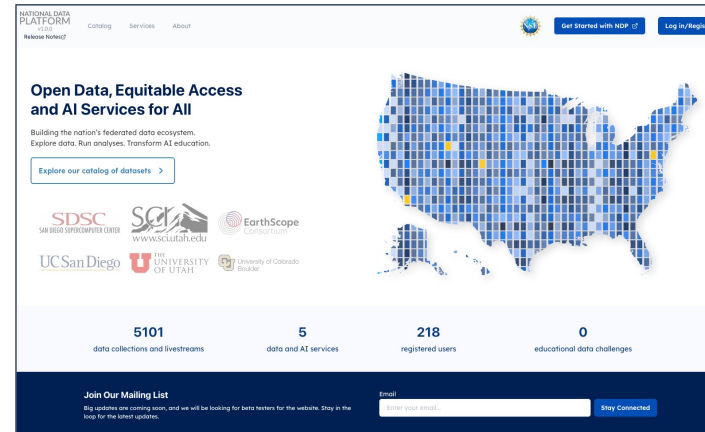 NATIONAL DATA
PLATFORM
v1.0.0
Release Notes
Catalog
Services
About
NSF
Get Started with NDP
Log in/Regis
Open Data, Equitable Access
and AI Services for All
Building the nation's federated data ecosystem.
Explore data. Run analyses. Transform AI education.
Explore our catalog of datasets >
SDSC
SAN DIEGO SUPERCOMPUTER CENTER
SCI
www.sci.utah.edu
EarthScope
Consortium
UC San Diego
THE
UNIVERSITY
OF UTAH
University of Colorado
Boulder
5101
data collections and livestreams
5
data and AI services
218
registered users
0
educational data challenges
Join Our Mailing List
Big updates are coming soon, and we will be looking for beta testers for the website. Stay in the
loop for the latest updates.
Email
Enter your email...
Stay Connected